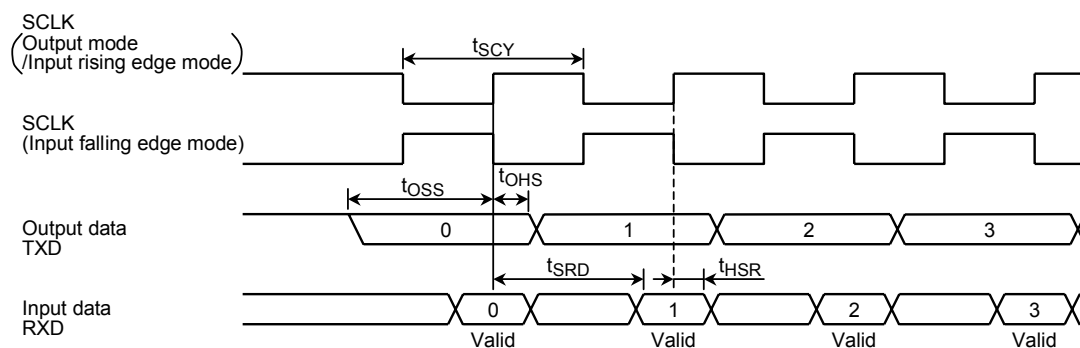 SCLK
(Output mode
/Input rising edge mode)
tSCY
SCLK
(Input falling edge mode)
tOSS
tOHS
Output data
TXD
0
1
2
3
tSRD
tHSR
Input data
RXD
0
1
2
3
Valid
Valid
Valid
Valid